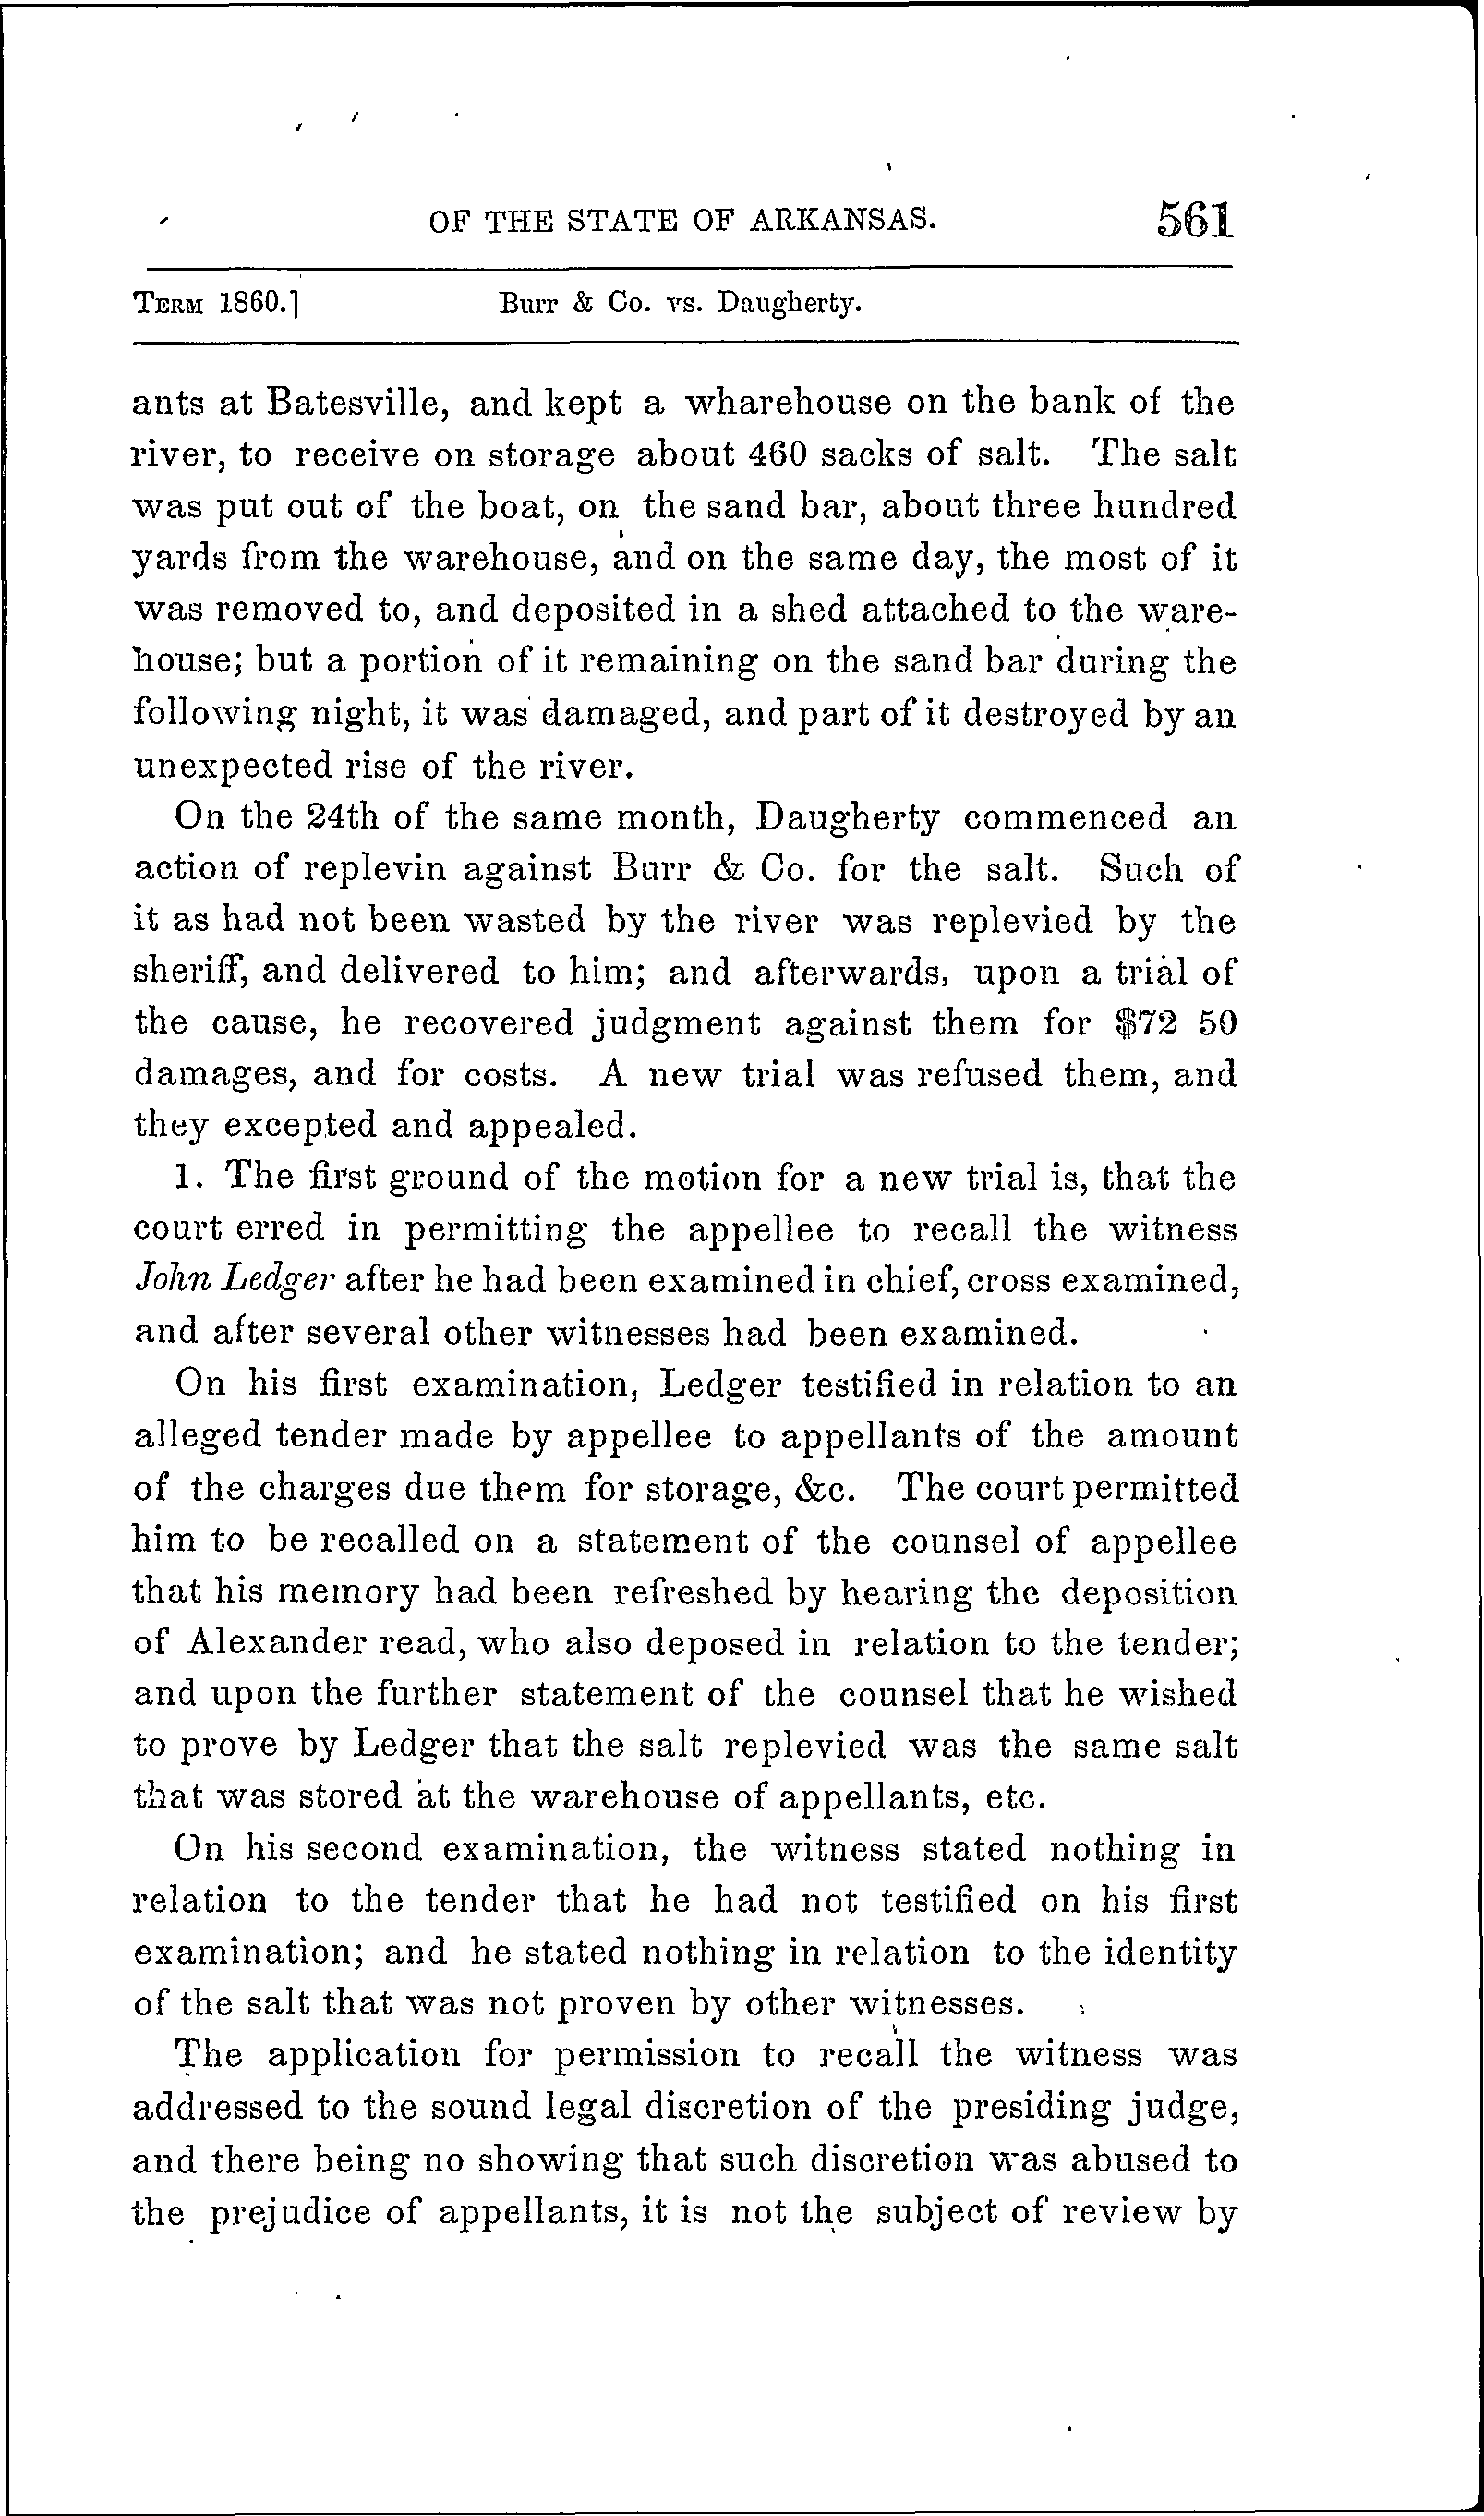 OF THE STATE OF ARKANSAS. 561
TERM 1860.] Burr & Co. vs. Daugherty.
ants at Batesville, and kept a wharehouse on the bank of the
river, to receive on storage about 460 sacks of salt. The salt
was put out of the boat, on the sand bar, about three hundred
yards from the warehouse, and on the same day, the most of it
was removed to, and deposited in a shed attached to the ware-
house; but a portion of it remaining on the sand bar during the
following night, it was damaged, and part of it destroyed by an
unexpected rise of the river.
On the 24th of the same month, Daugherty commenced an
action of replevin against Burr & Co. for the salt. Such of
it as had not been wasted by the river was replevied by the
sheriff, and delivered to him; and afterwards, upon a trial of
the cause, he recovered judgment against them for $72 50
damages, and for costs. A new trial was refused them, and
they excepted and appealed.
1. The first ground of the motion for a new trial is, that the
court erred in permitting the appellee to recall the witness
John Ledger after he had been examined in chief, cross examined,
and after several other witnesses had been examined.
On his first examination, Ledger testified in relation to an
alleged tender made by appellee to appellants of the amount
of the charges due them for storage, &c. The court permitted
him to be recalled on a statement of the counsel of appellee
that his memory had been refreshed by hearing the deposition
of Alexander read, who also deposed in relation to the tender;
and upon the further statement of the counsel that he wished
to prove by Ledger that the salt replevied was the same salt
that was stored at the warehouse of appellants, etc.
On his second examination, the witness stated nothing in
relation to the tender that he had not testified on his first
examination; and he stated nothing in relation to the identity
of the salt that was not proven by other witnesses.
The application for permission to recall the witness was
addressed to the sound legal discretion of the presiding judge,
and there being no showing that such discretion was abused to
the prejudice of appellants, it is not the subject of review by